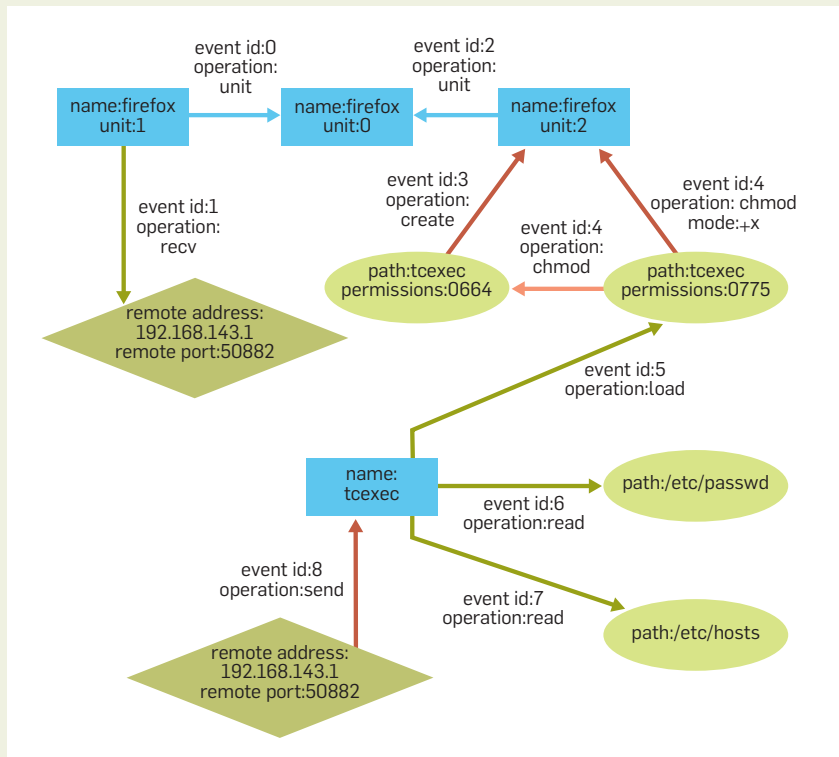 event id:0
operation:
unit
event id:2
operation:
unit
name:firefox
unit:1
name:firefox
unit:0
name:firefox
unit:2
event id:1
operation:
recv
event id:3
operation:
create
event id:4
operation:
chmod
event id:4
operation: chmod
mode:+x
path:tcexec
permissions:0664
path:tcexec
permissions:0775
remote address:
192.168.143.1
remote port:50882
event id:5
operation:load
name:
tcexec
path:/etc/passwd
event id:6
operation:read
event id:8
operation:send
event id:7
operation:read
path:/etc/hosts
remote address:
192.168.143.1
remote port:50882